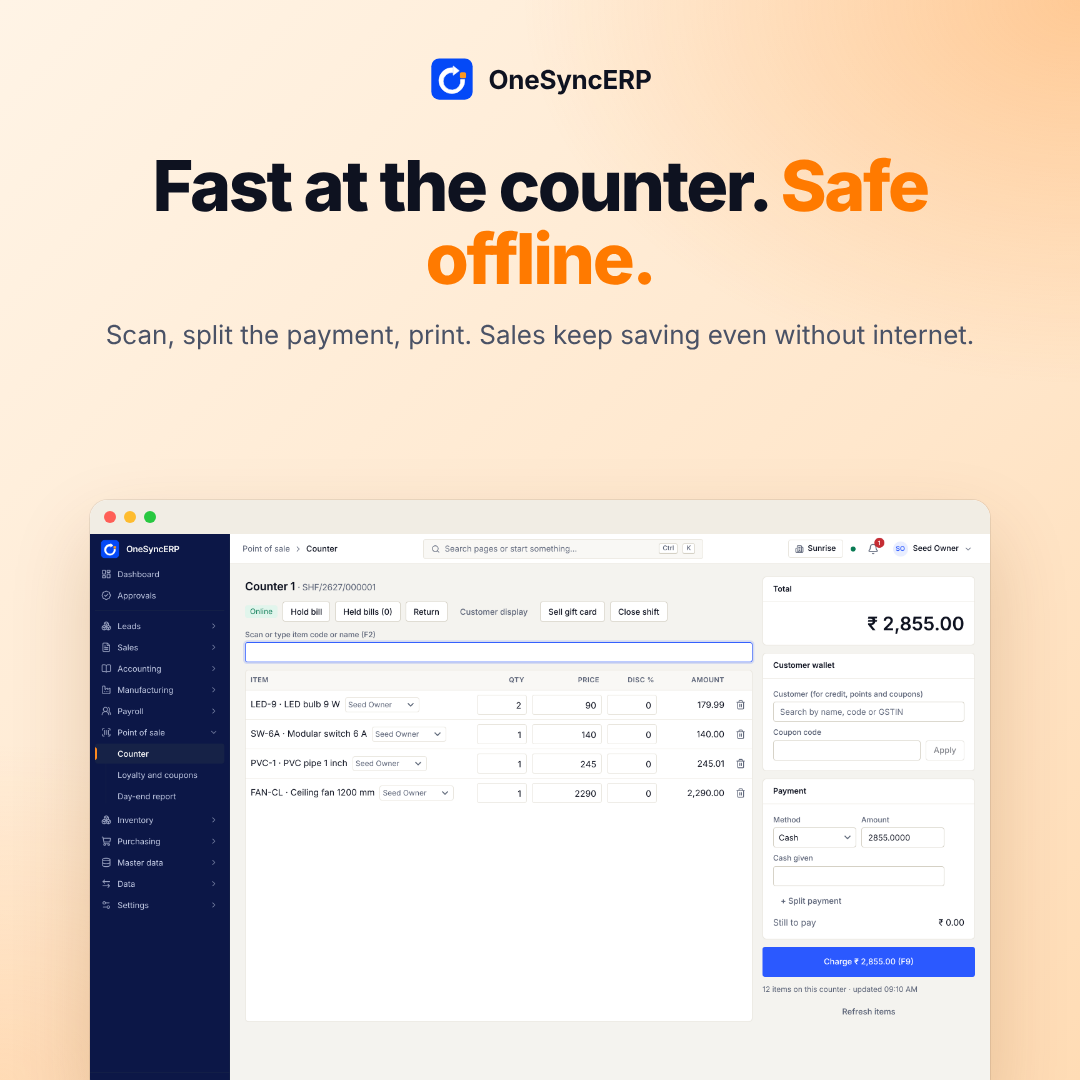 OneSyncERP
Fast at the counter. Safe
offline.
Scan, split the payment, print. Sales keep saving even without internet.
OneSyncERP
Dashboard
Approvals
Leads
Sales
Accounting
Manufacturing
Payroll
Point of sale
Counter
Loyalty and coupons
Day-end report
Inventory
Purchasing
Master data
Data
Settings
Point of sale > Counter
Search pages or start something... Ctrl K
Sunrise 1 SO Seed Owner
Counter 1 · SHF/2627/000001
Online Hold bill Held bills (0) Return Customer display Sell gift card Close shift
Scan or type item code or name (F2)
ITEM QTY PRICE DISC % AMOUNT
LED-9 · LED bulb 9 W Seed Owner 2 90 0 179.99
SW-6A · Modular switch 6 A Seed Owner 1 140 0 140.00
PVC-1 · PVC pipe 1 inch Seed Owner 1 245 0 245.01
FAN-CL · Ceiling fan 1200 mm Seed Owner 1 2290 0 2,290.00
Total
₹ 2,855.00
Customer wallet
Customer (for credit, points and coupons)
Search by name, code or GSTIN
Coupon code
Apply
Payment
Method Amount
Cash 2855.0000
Cash given
+ Split payment
Still to pay ₹ 0.00
Charge ₹ 2,855.00 (F9)
12 items on this counter · updated 09:10 AM
Refresh items